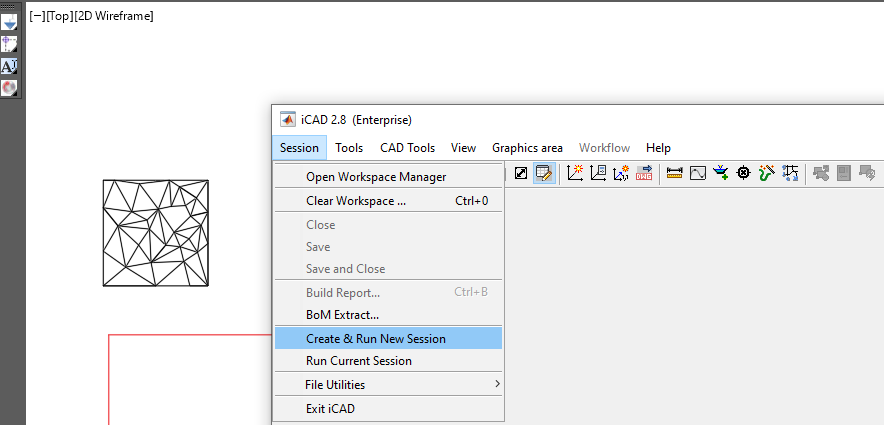 [−][Top][2D Wireframe]
iCAD 2.8 (Enterprise)
Session Tools CAD Tools View Graphics area Workflow Help
Open Workspace Manager
Clear Workspace ... Ctrl+0
Close
Save
Save and Close
Build Report... Ctrl+B
BoM Extract...
Create & Run New Session
Run Current Session
File Utilities
Exit iCAD